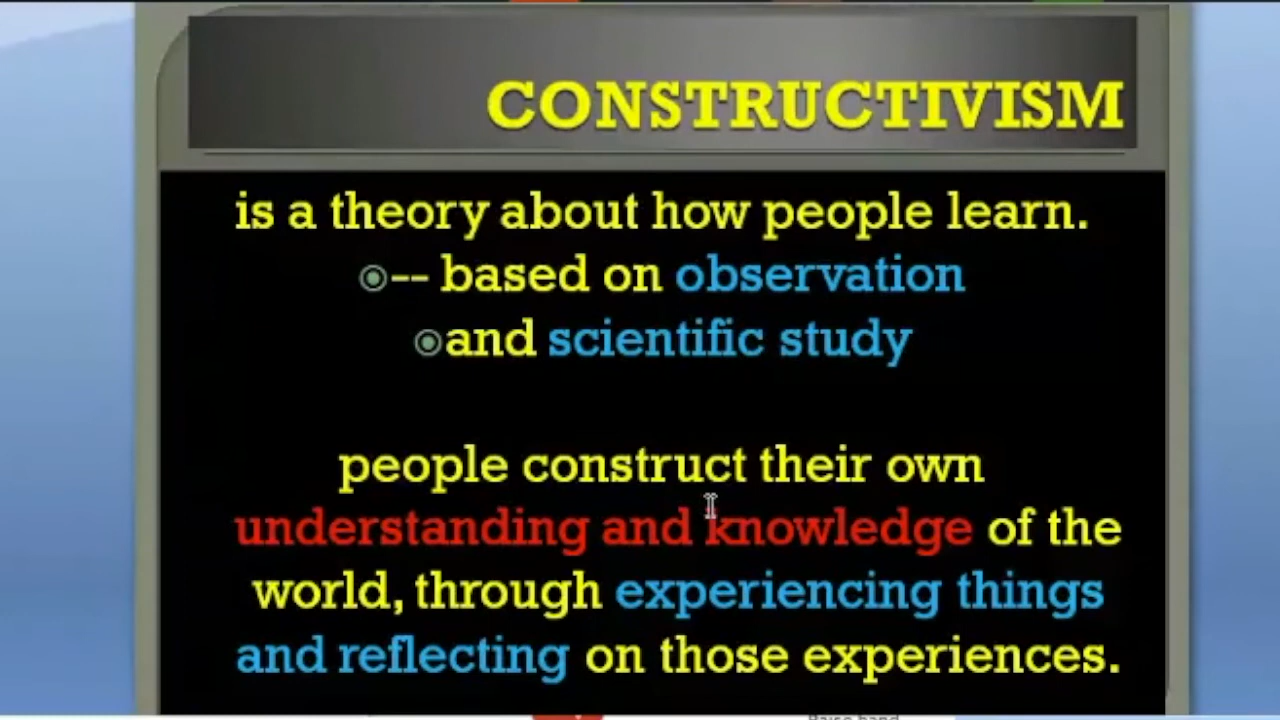 CONSTRUCTIVISM
is a theory about how people learn.
-- based on observation
and scientific study
people construct their own
understanding and knowledge of the
world, through experiencing things
and reflecting on those experiences.